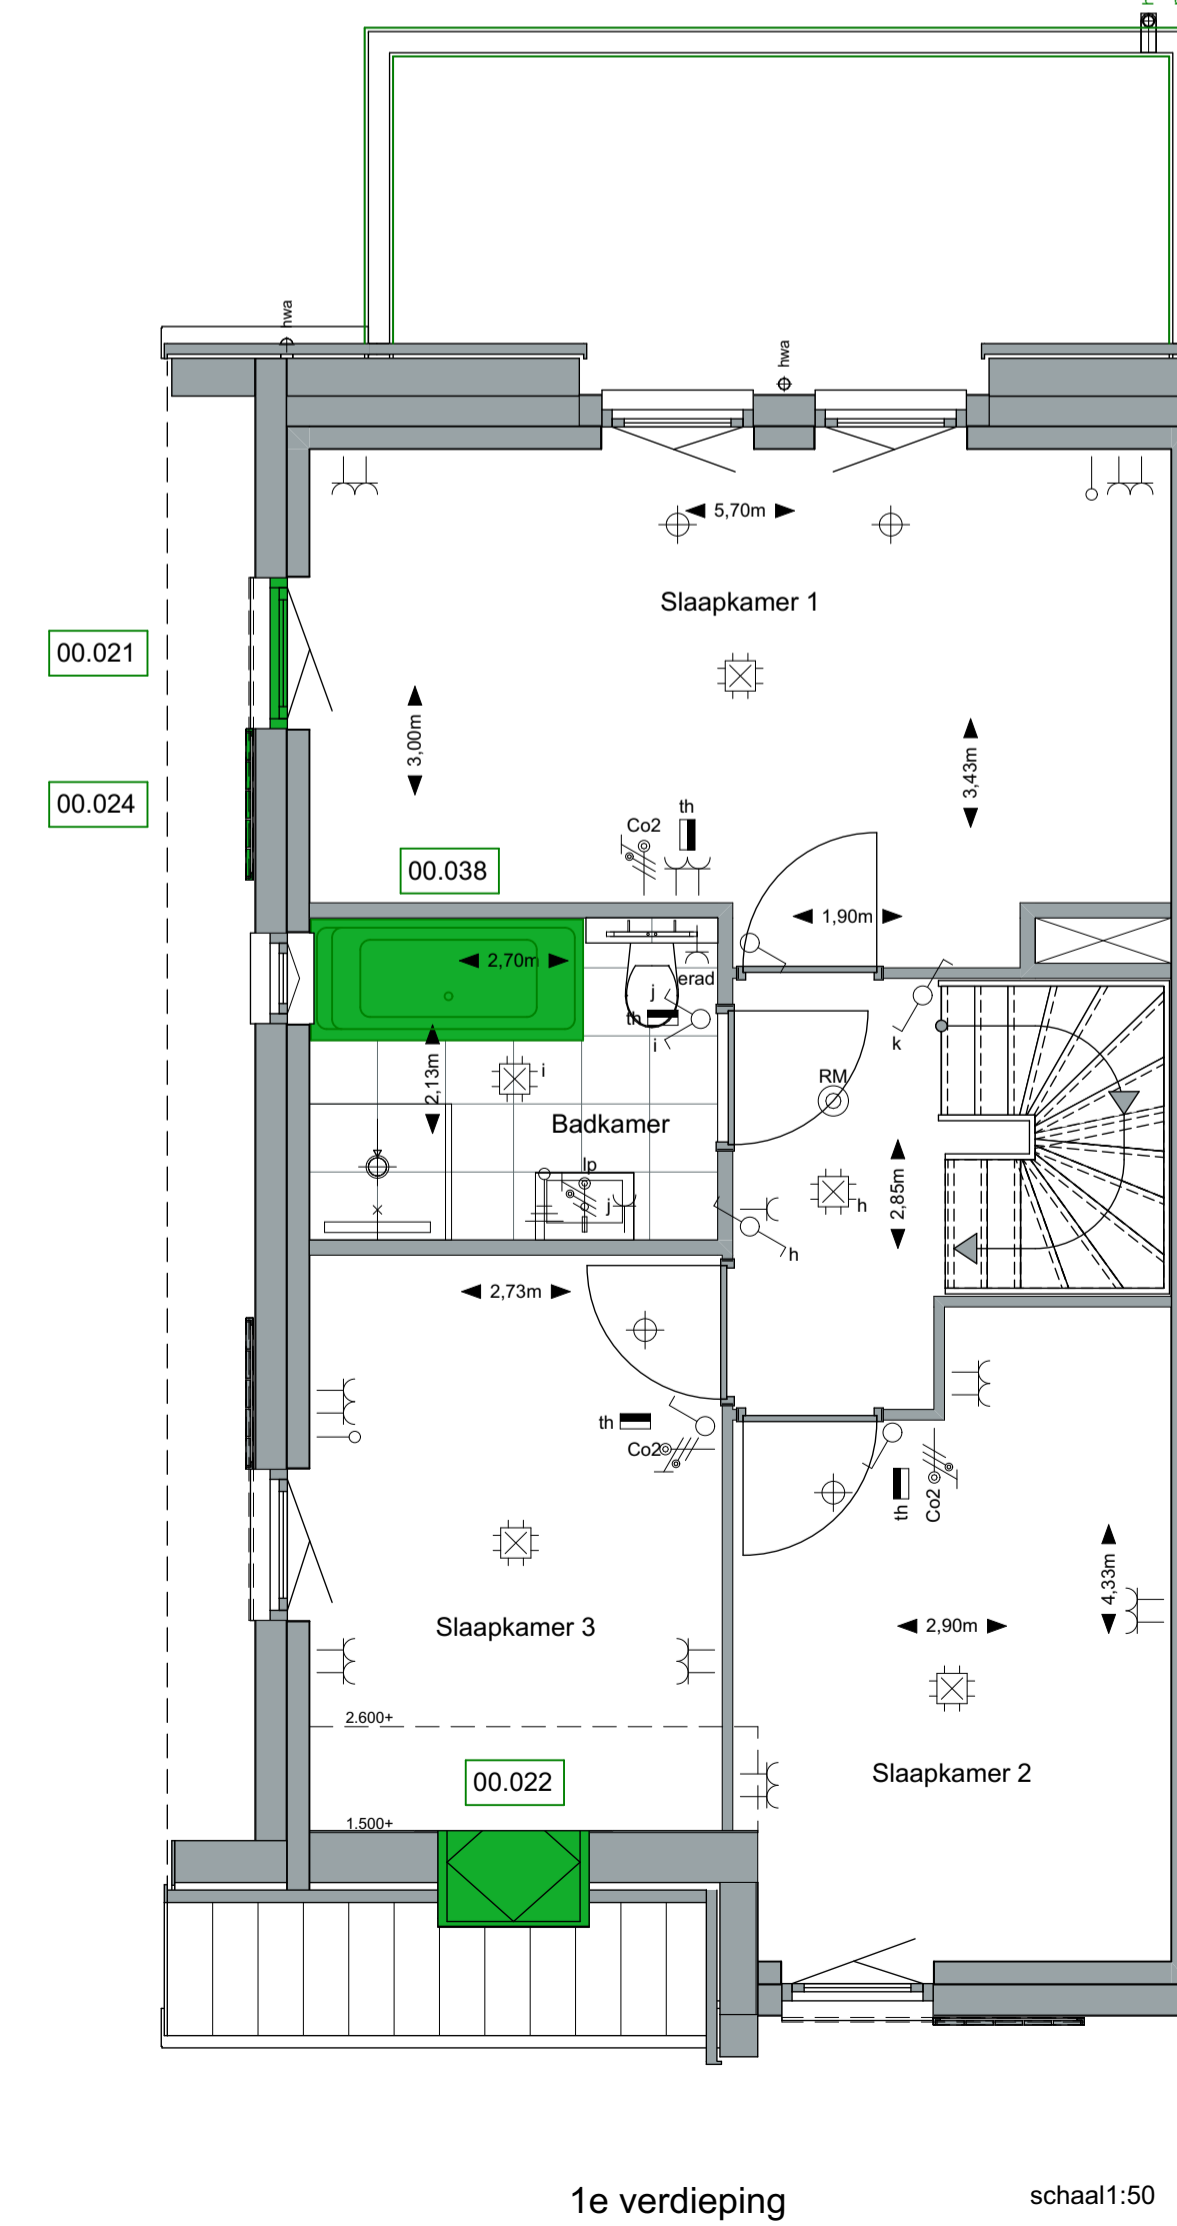 hwa
hwa
5,70m
Slaapkamer 1
00.021
3,00m
3,43m
00.024
th
Co2
00.038
1,90m
2,70m
erad
j
th
i
k
2,13m
i
RM
Badkamer
lp
j
2,85m
h
h
2,73m
th
Co2
th
Co2
4,33m
Slaapkamer 3
2,90m
2.600+
00.022
Slaapkamer 2
1.500+
1e verdieping
schaal1:50